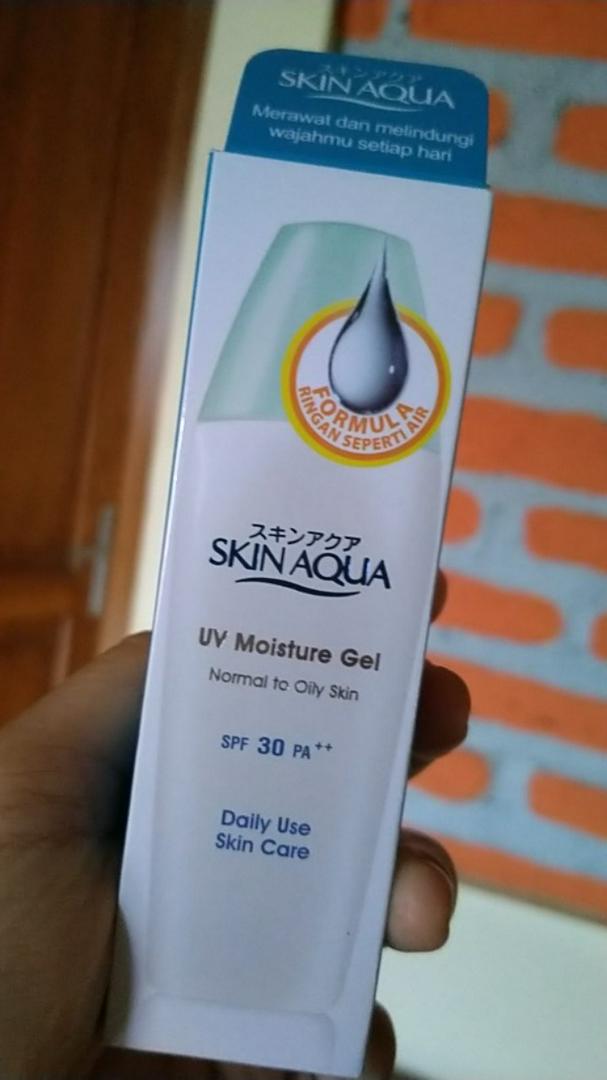 スキンアクア
SKIN AQUA
Merawat dan melindungi
wajahmu setiap hari
FORMULA
RINGAN SEPERTI AIR
スキンアクア
SKIN AQUA
UV Moisture Gel
Normal to Oily Skin
SPF 30 PA++
Daily Use
Skin Care